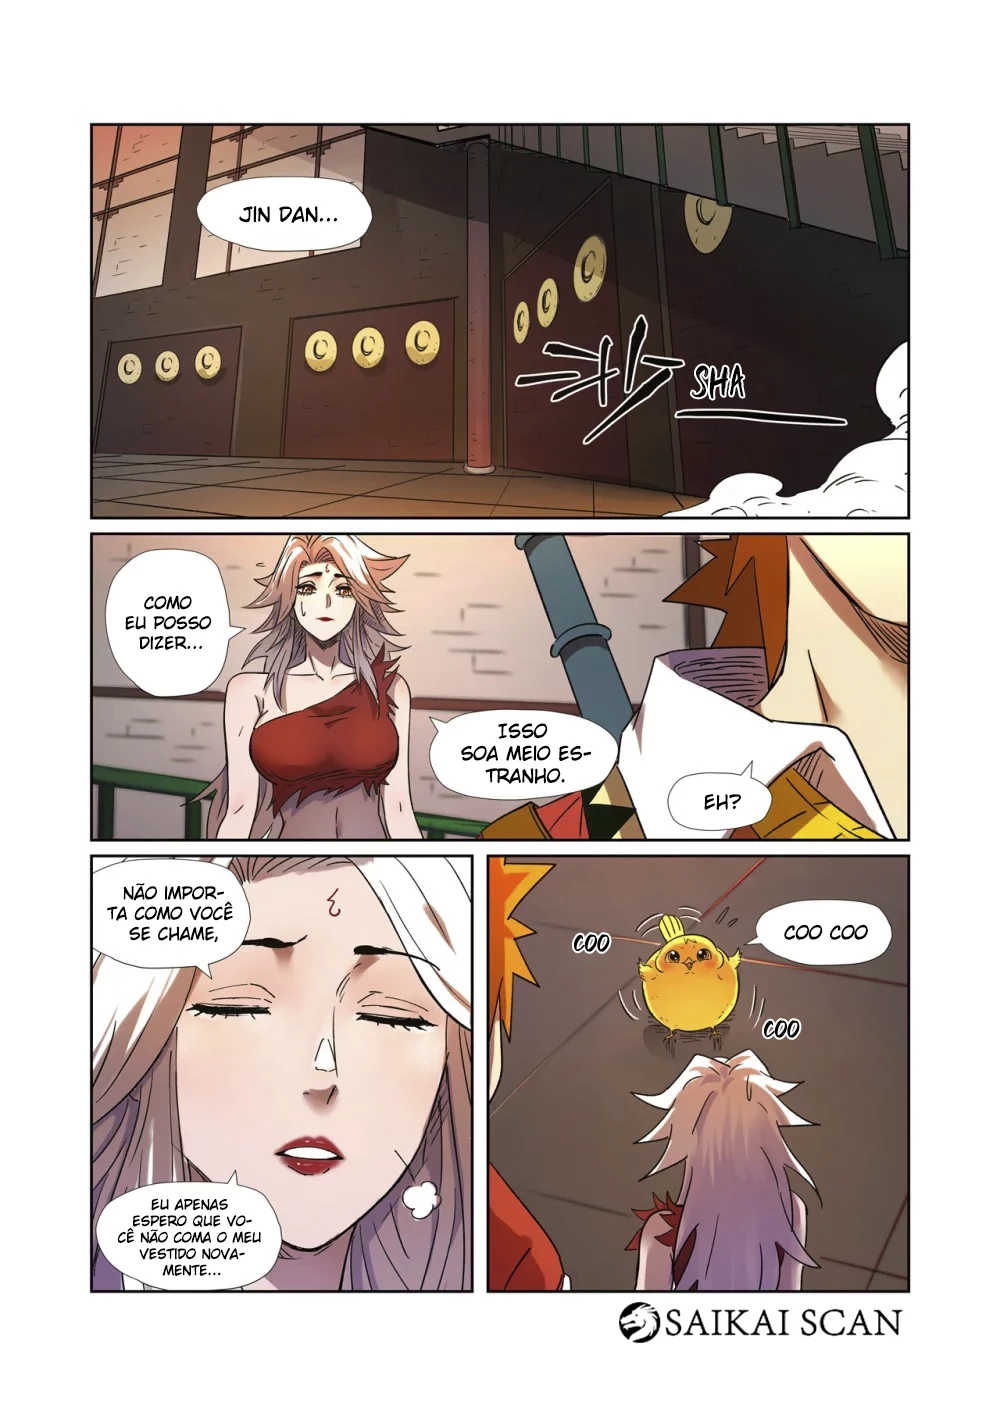 JIN DAN...
C
C
C
C
C
C
C
C
C
C
沙
SHA
COMO
EU POSSO
DIZER...
ISSO
SOA MEIO ES-
TRANHO.
EH?
NÃO IMPOR-
TA COMO VOCÊ
SE CHAME,
EU APENAS
ESPERO QUE VO-
CÊ NÃO COMA O MEU
VESTIDO NOVA-
MENTE...
COO
COO COO
COO
SAIKAI SCAN